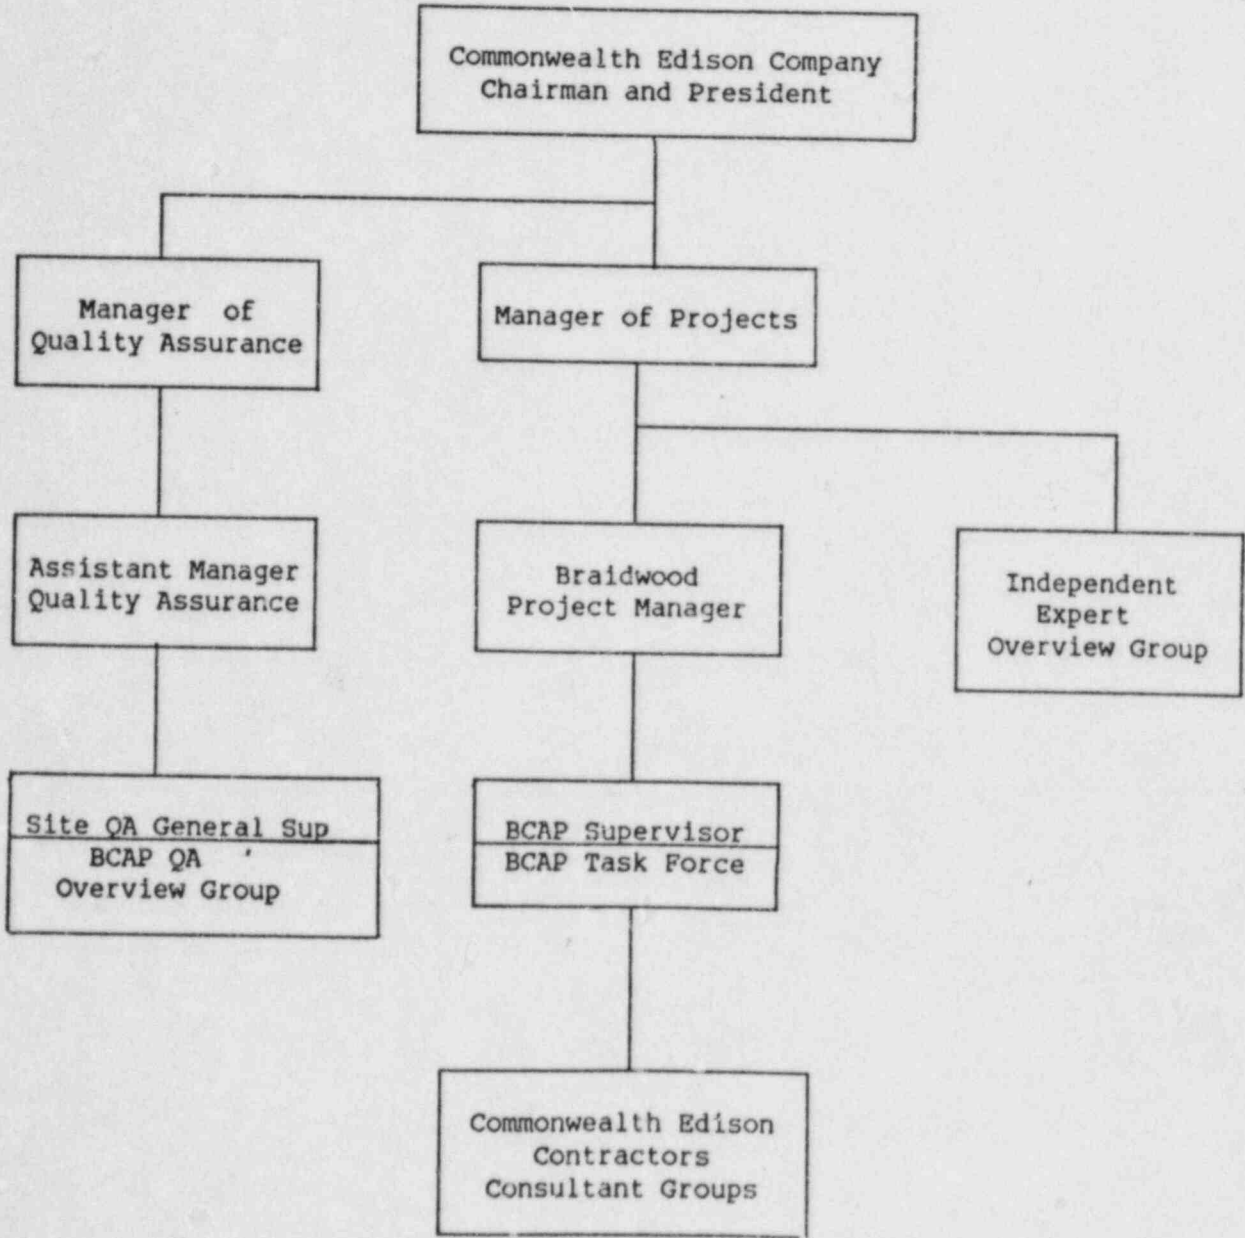 Commonwealth Edison Company
Chairman and President
Manager of
Quality Assurance
Manager of Projects
Assistant Manager
Quality Assurance
Braidwood
Project Manager
Independent
Expert
Overview Group
Site QA General Sup
BCAP QA
Overview Group
BCAP Supervisor
BCAP Task Force
Commonwealth Edison
Contractors
Consultant Groups